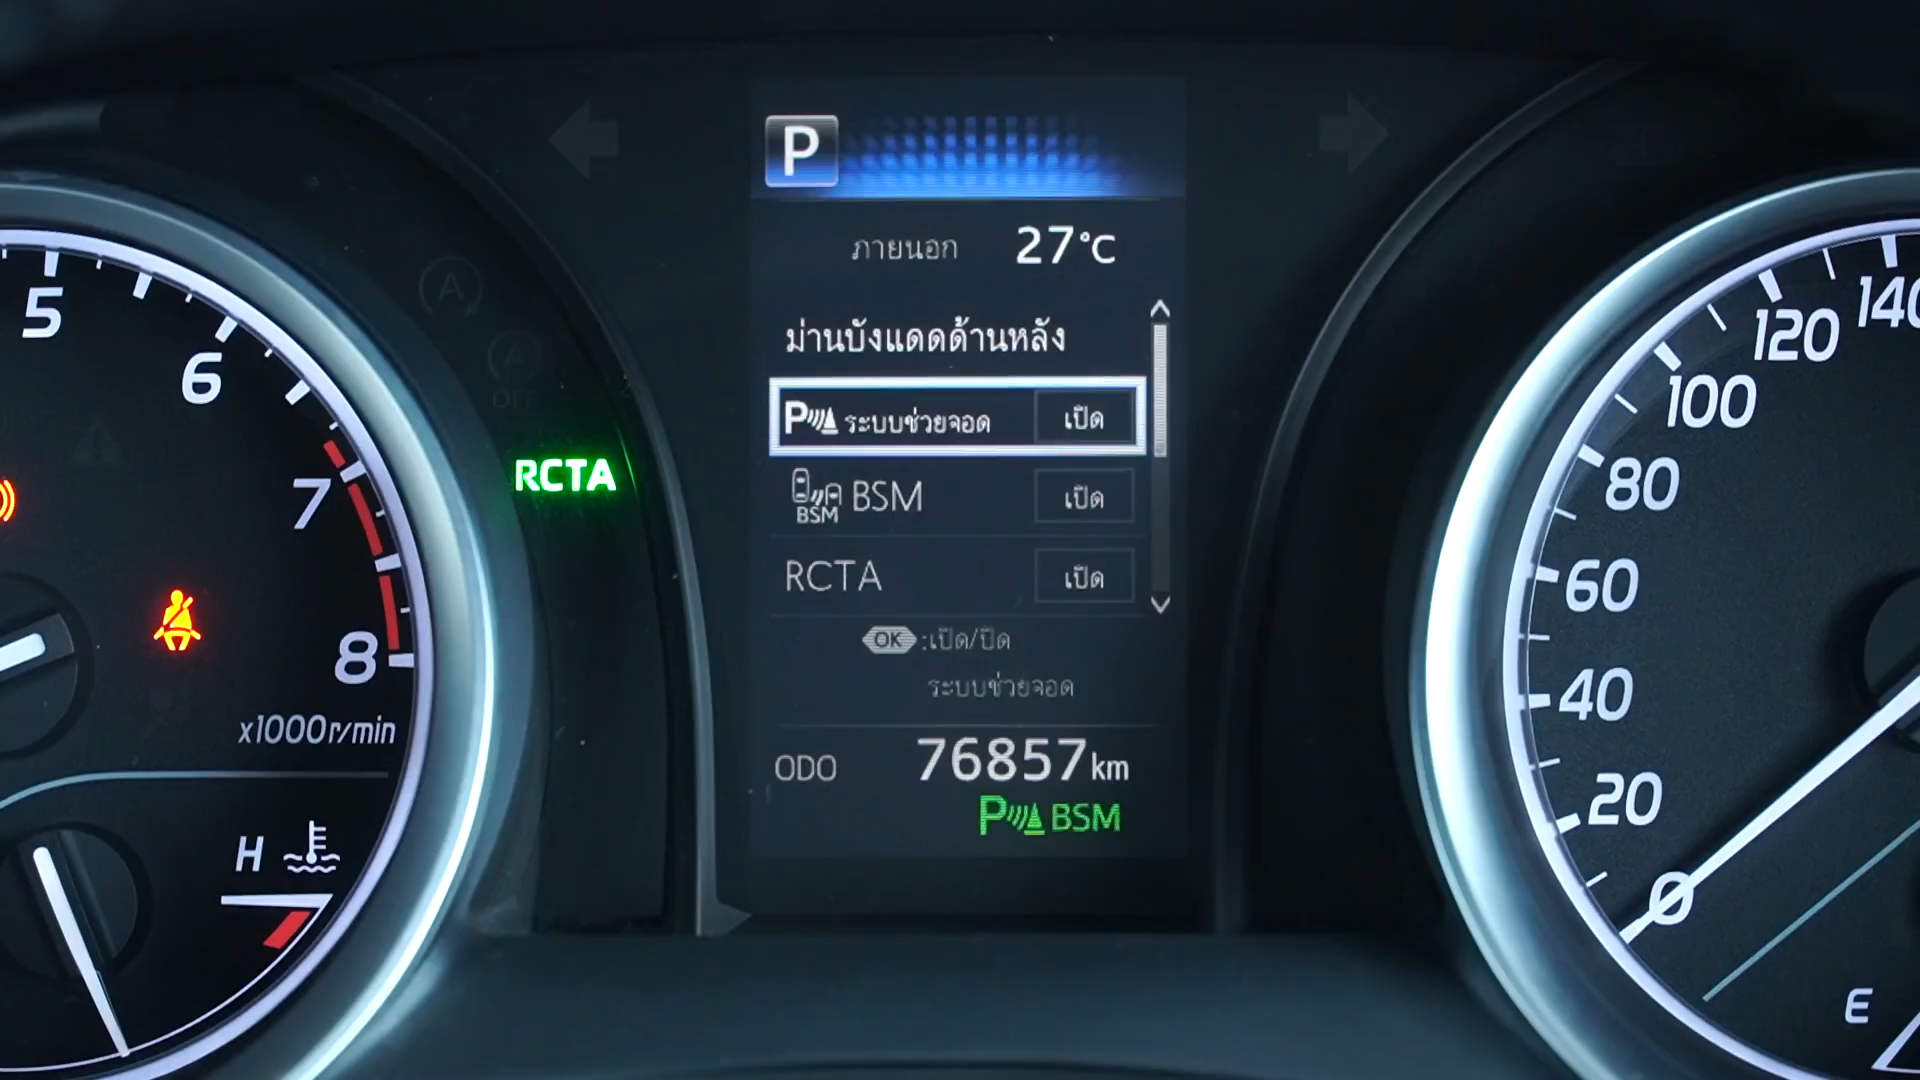 P
ภายนอก 27°C
ม่านบังแดดด้านหลัง
P ระบบช่วยจอด เปิด
BSM BSM เปิด
RCTA เปิด
OK :เปิด/ปิด
ระบบช่วยจอด
ODO 76857 km
P BSM
RCTA
A
A
OFF
5
6
7
8
x1000r/min
H
140
120
100
80
60
40
20
0
E